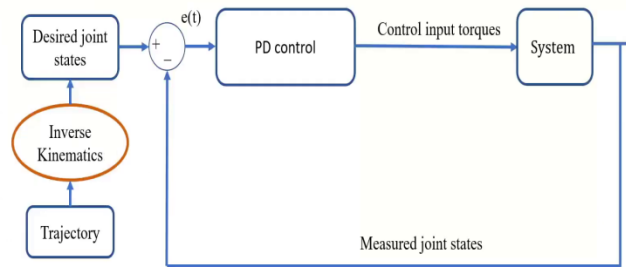 Desired joint
states
+
−
e(t)
PD control
Control input torques
System
Inverse
Kinematics
Trajectory
Measured joint states